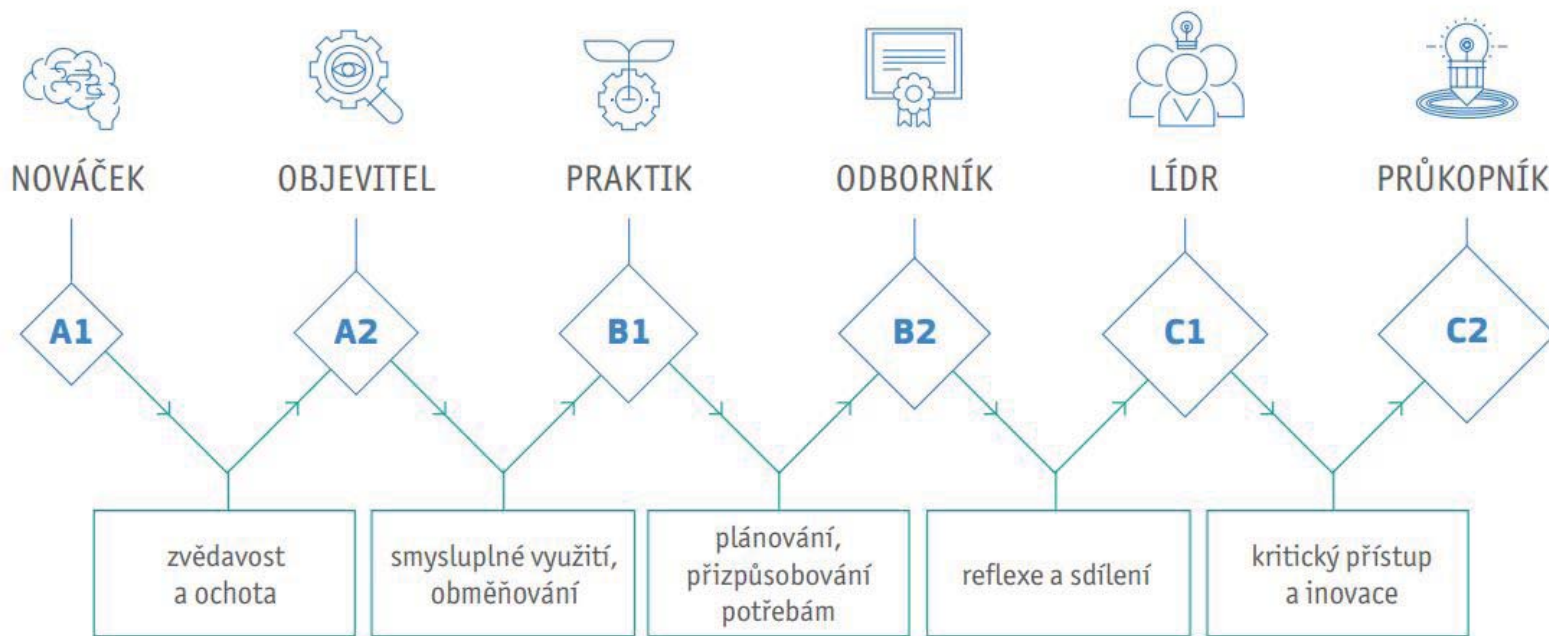 NOVÁČEK
OBJEVITEL
PRAKTIK
ODBORNÍK
LÍDR
PRŮKOPNÍK
A1
A2
B1
B2
C1
C2
zvědavost
a ochota
smysluplné využití,
obměňování
plánování,
přizpůsobování
potřebám
reflexe a sdílení
kritický přístup
a inovace